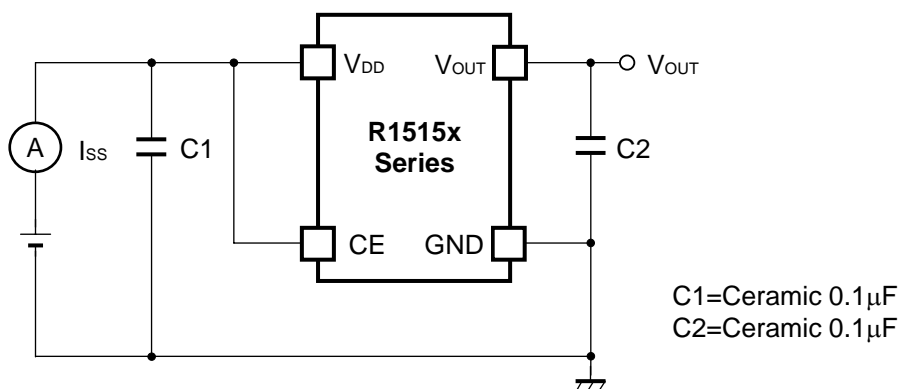 VDD
VOUT
VOUT
R1515x
Series
A
ISS
C1
C2
CE
GND
C1=Ceramic 0.1μF
C2=Ceramic 0.1μF